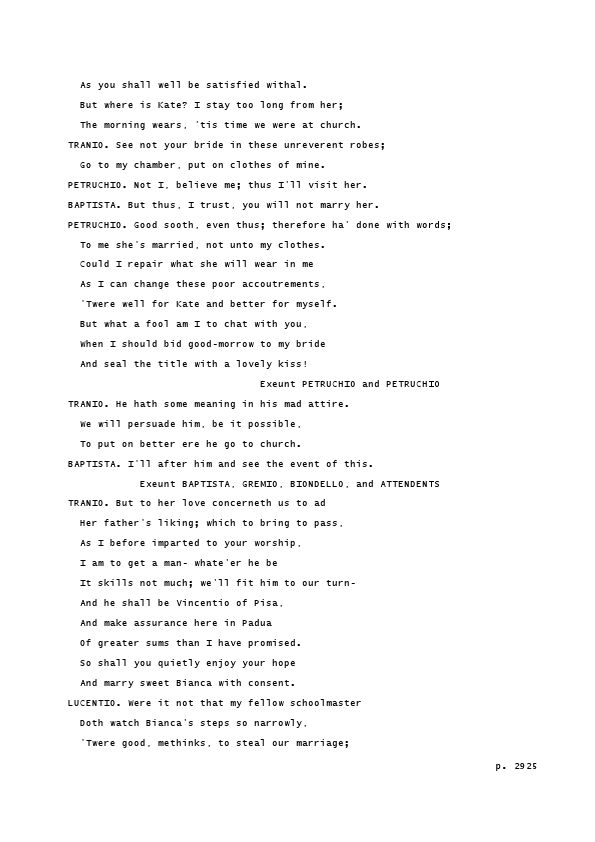 As you shall well be satisfied withal.
But where is Kate? I stay too long from her;
The morning wears, 'tis time we were at church.
TRANIO. See not your bride in these unreverent robes;
Go to my chamber, put on clothes of mine.
PETRUCHIO. Not I, believe me; thus I'll visit her.
BAPTISTA. But thus, I trust, you will not marry her.
PETRUCHIO. Good sooth, even thus; therefore ha' done with words;
To me she's married, not unto my clothes.
Could I repair what she will wear in me
As I can change these poor accoutrements,
'Twere well for Kate and better for myself.
But what a fool am I to chat with you,
When I should bid good-morrow to my bride
And seal the title with a lovely kiss!
Exeunt PETRUCHIO and PETRUCHIO
TRANIO. He hath some meaning in his mad attire.
We will persuade him, be it possible,
To put on better ere he go to church.
BAPTISTA. I'll after him and see the event of this.
Exeunt BAPTISTA, GREMIO, BIONDELLO, and ATTENDENTS
TRANIO. But to her love concerneth us to ad
Her father's liking; which to bring to pass,
As I before imparted to your worship,
I am to get a man- whate'er he be
It skills not much; we'll fit him to our turn-
And he shall be Vincentio of Pisa,
And make assurance here in Padua
Of greater sums than I have promised.
So shall you quietly enjoy your hope
And marry sweet Bianca with consent.
LUCENTIO. Were it not that my fellow schoolmaster
Doth watch Bianca's steps so narrowly,
'Twere good, methinks, to steal our marriage;
p. 2925